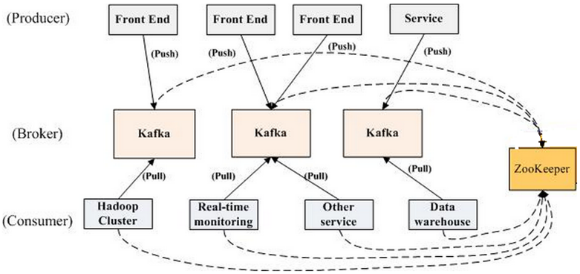 (Producer)
Front End
Front End
Front End
Service
(Push)
(Push)
(Push)
(Push)
(Broker)
Kafka
Kafka
Kafka
ZooKeeper
(Pull)
(Pull)
(Pull)
(Pull)
(Consumer)
Hadoop
Cluster
Real-time
monitoring
Other
service
Data
warehouse